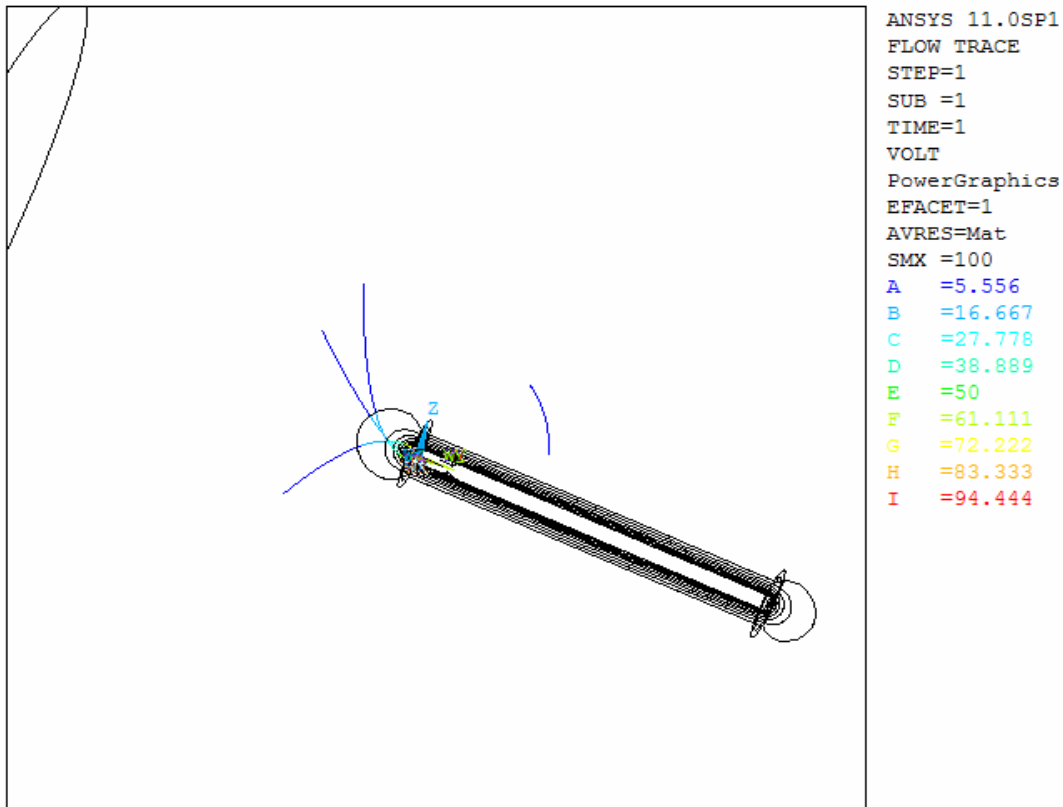 ANSYS 11.0SP1
FLOW TRACE
STEP=1
SUB =1
TIME=1
VOLT
PowerGraphics
EFACET=1
AVRES=Mat
SMX =100
A =5.556
B =16.667
C =27.778
D =38.889
E =50
F =61.111
G =72.222
H =83.333
I =94.444
Z